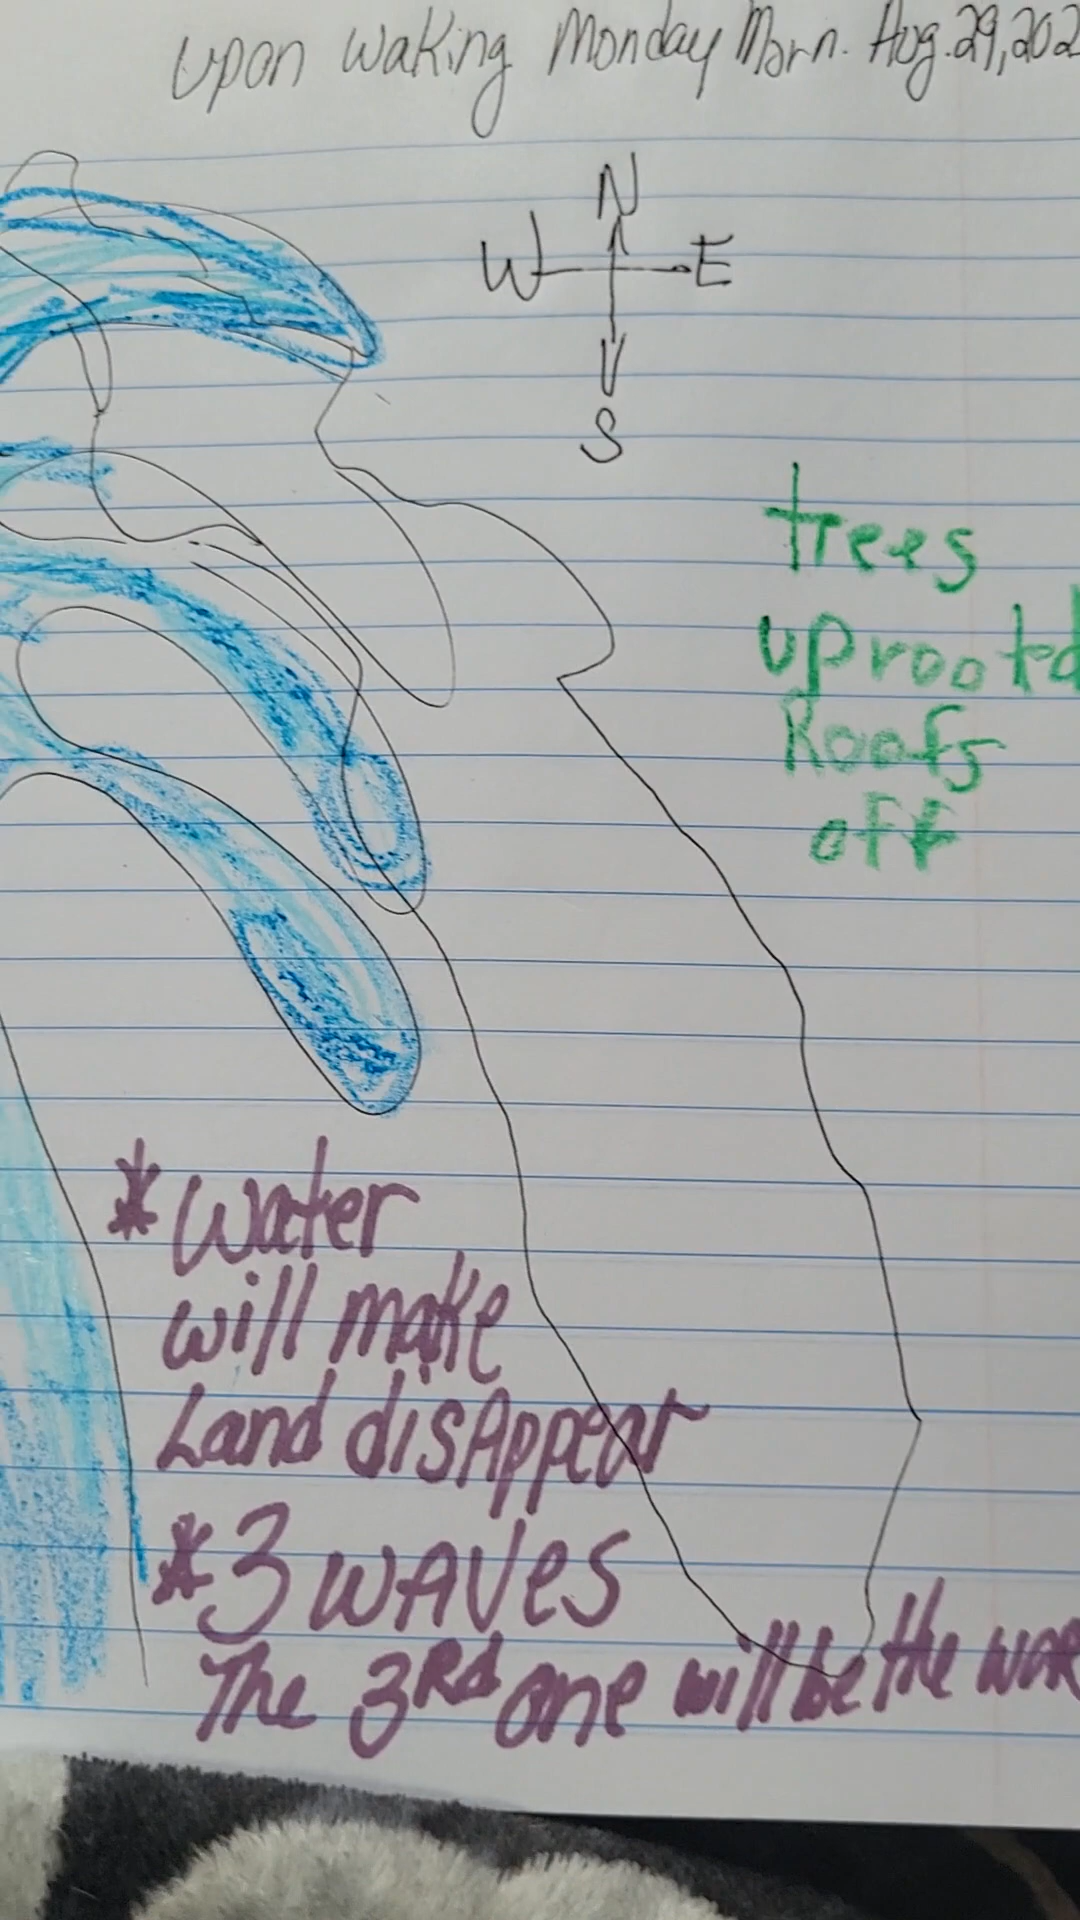 Upon Waking Monday Morn. Aug. 29, 202
N
W E
S
trees
uprooted
Roofs
off
* Water
will make
Land disAppear
* 3 WAVes
The 3Rd one will be the wor